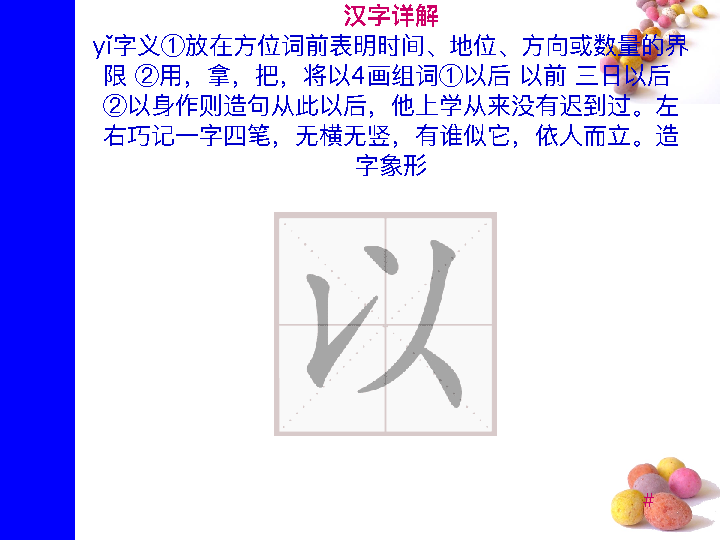 汉字详解
yǐ字义①放在方位词前表明时间、地位、方向或数量的界
限 ②用，拿，把，将以4画组词①以后 以前 三日以后
②以身作则造句从此以后，他上学从来没有迟到过。左
右巧记一字四笔，无横无竖，有谁似它，依人而立。造
字象形
以
#